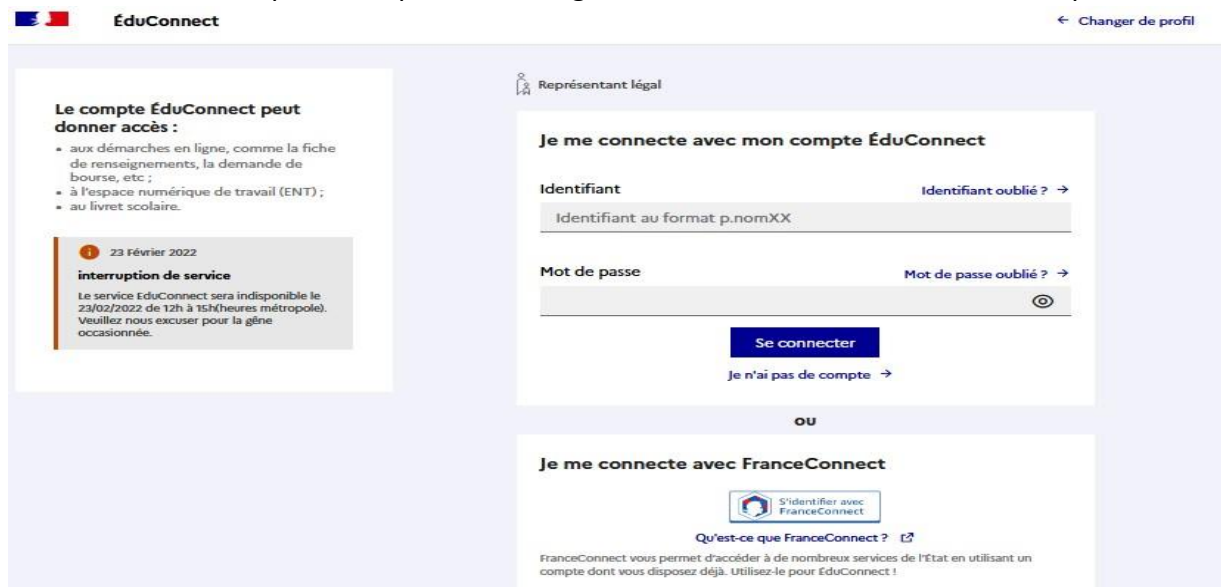 ÉduConnect
← Changer de profil
Le compte ÉduConnect peut
donner accès :
• aux démarches en ligne, comme la fiche
de renseignements, la demande de
bourse, etc ;
• à l'espace numérique de travail (ENT) ;
• au livret scolaire.
23 Février 2022
interruption de service
Le service EduConnect sera indisponible le
23/02/2022 de 12h à 15h(heures métropole).
Veuillez nous excuser pour la gêne
occasionnée.
Représentant légal
Je me connecte avec mon compte ÉduConnect
Identifiant
Identifiant oublié ? →
Identifiant au format p.nomXX
Mot de passe
Mot de passe oublié ? →
Se connecter
Je n'ai pas de compte →
OU
Je me connecte avec FranceConnect
S'identifier avec
FranceConnect
Qu'est-ce que FranceConnect ?
FranceConnect vous permet d'accéder à de nombreux services de l'État en utilisant un
compte dont vous disposez déjà. Utilisez-le pour ÉduConnect !